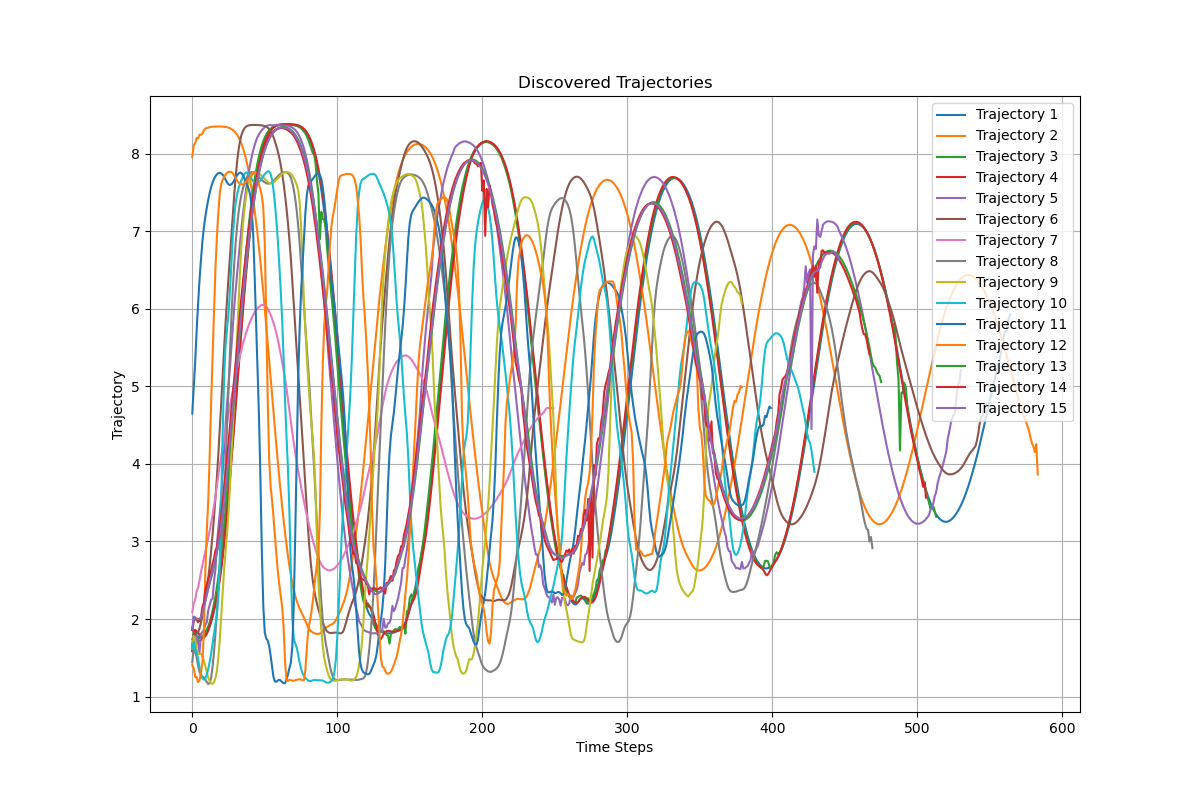 Discovered Trajectories
Trajectory
8
7
6
5
4
3
2
1
0
100
200
300
400
500
600
Time Steps
Trajectory 1
Trajectory 2
Trajectory 3
Trajectory 4
Trajectory 5
Trajectory 6
Trajectory 7
Trajectory 8
Trajectory 9
Trajectory 10
Trajectory 11
Trajectory 12
Trajectory 13
Trajectory 14
Trajectory 15